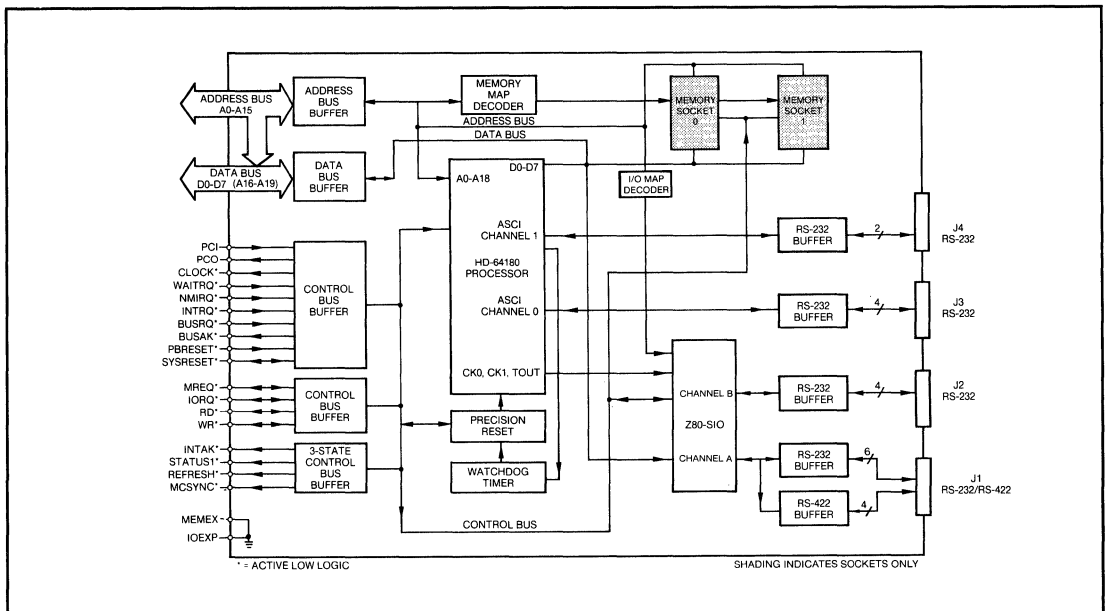 ADDRESS BUS
A0-A15
ADDRESS
BUS
BUFFER
MEMORY
MAP
DECODER
MEMORY
SOCKET
0
MEMORY
SOCKET
1
ADDRESS BUS
DATA BUS
DATA BUS
D0-D7 (A16-A19)
DATA
BUS
BUFFER
D0-D7
A0-A18
I/O MAP
DECODER
ASCI
CHANNEL 1
HD-64180
PROCESSOR
ASCI
CHANNEL 0
CK0, CK1, TOUT
RS-232
BUFFER
2
J4
RS-232
RS-232
BUFFER
4
J3
RS-232
PCI
PCO
CLOCK*
WAITRQ*
NMIRQ*
INTRQ*
BUSRQ*
BUSAK*
PBRESET*
SYSRESET*
CONTROL
BUS
BUFFER
MREQ*
IORQ*
RD*
WR*
CONTROL
BUS
BUFFER
INTAK*
STATUS1*
REFRESH*
MCSYNC*
3-STATE
CONTROL
BUS
BUFFER
MEMEX
IOEXP
PRECISION
RESET
WATCHDOG
TIMER
CHANNEL B
Z80-SIO
CHANNEL A
RS-232
BUFFER
4
J2
RS-232
RS-232
BUFFER
6
RS-422
BUFFER
4
J1
RS-232/RS-422
CONTROL BUS
* = ACTIVE LOW LOGIC
SHADING INDICATES SOCKETS ONLY